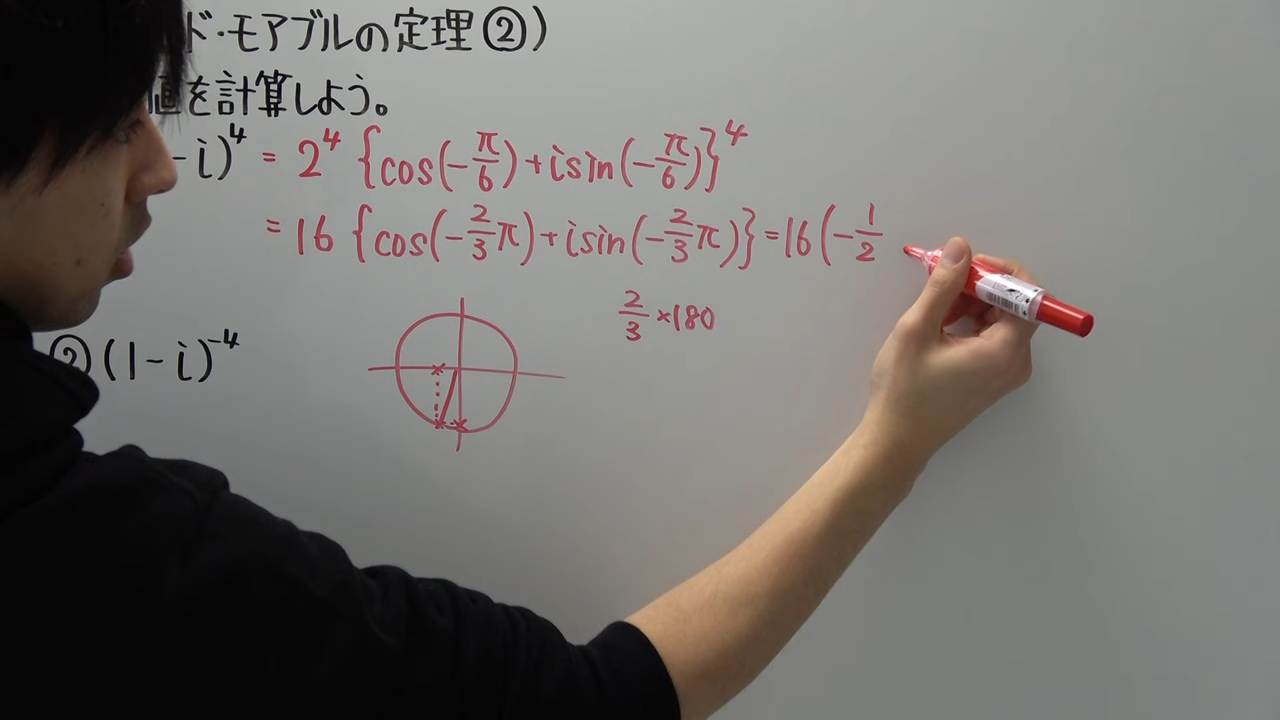 ド・モアブルの定理②)
値を計算しよう。
-i)⁴ = 2⁴ {cos(-π/6)+isin(-π/6)}⁴
= 16 {cos(-2/3π)+isin(-2/3π)} = 16(-1/2
2/3 ×180
② (1-i)⁻⁴